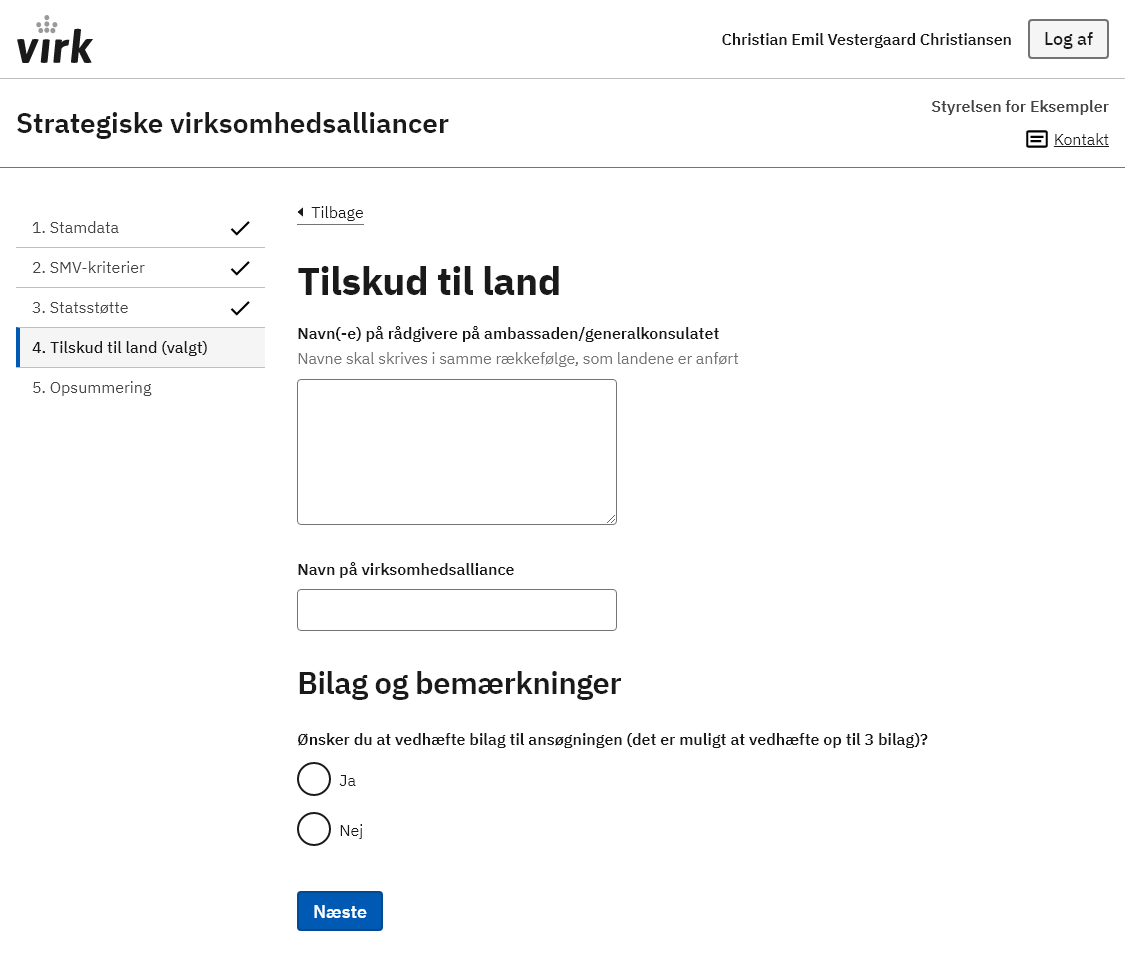 virk
Christian Emil Vestergaard Christiansen
Log af
Strategiske virksomhedsalliancer
Styrelsen for Eksempler
Kontakt
1. Stamdata
2. SMV-kriterier
3. Statsstøtte
4. Tilskud til land (valgt)
5. Opsummering
Tilbage
Tilskud til land
Navn(-e) på rådgivere på ambassaden/generalkonsulatet
Navne skal skrives i samme rækkefølge, som landene er anført
Navn på virksomhedsalliance
Bilag og bemærkninger
Ønsker du at vedhæfte bilag til ansøgningen (det er muligt at vedhæfte op til 3 bilag)?
Ja
Nej
Næste